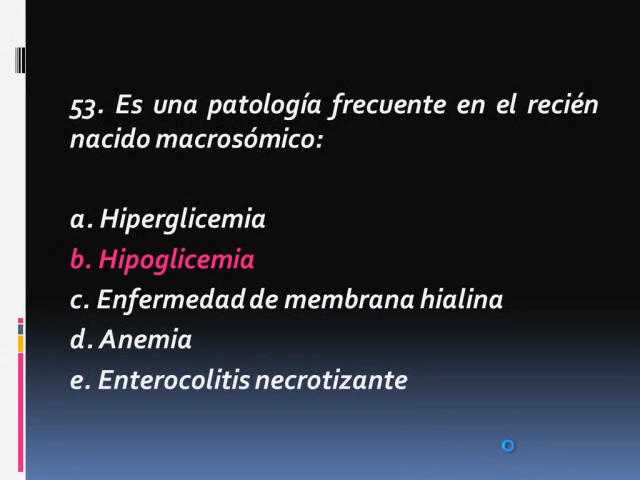 53. Es una patología frecuente en el recién
nacido macrosómico:
a. Hiperglicemia
b. Hipoglicemia
c. Enfermedad de membrana hialina
d. Anemia
e. Enterocolitis necrotizante